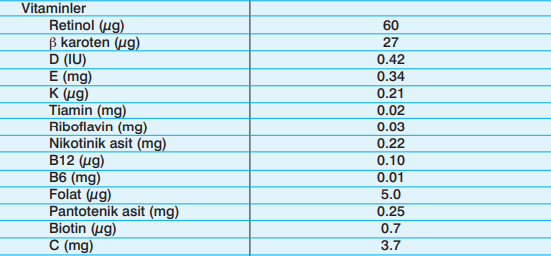 Vitaminler
Retinol (μg) 60
β karoten (μg) 27
D (IU) 0.42
E (mg) 0.34
K (μg) 0.21
Tiamin (mg) 0.02
Riboflavin (mg) 0.03
Nikotinik asit (mg) 0.22
B12 (μg) 0.10
B6 (mg) 0.01
Folat (μg) 5.0
Pantotenik asit (mg) 0.25
Biotin (μg) 0.7
C (mg) 3.7